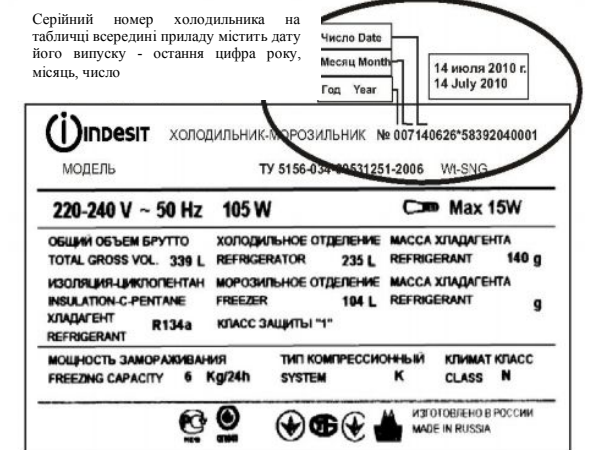 Серійний номер холодильника на
табличці всередині приладу містить дату
його випуску - остання цифра року,
місяць, число
Число Date
Месяц Month
Год Year
14 июля 2010 г.
14 July 2010
indesit ХОЛОДИЛЬНИК-МОРОЗИЛЬНИК № 007140626*58392040001
МОДЕЛЬ ТУ 5156-034-00531251-2006 Wt-SNG
220-240 V ~ 50 Hz 105 W Max 15W
ОБЩИЙ ОБЪЕМ БРУТТО ХОЛОДИЛЬНОЕ ОТДЕЛЕНИЕ МАССА ХЛАДАГЕНТА
TOTAL GROSS VOL. 339 L REFRIGERATOR 235 L REFRIGERANT 140 g
ИЗОЛЯЦИЯ-ЦИКЛОПЕНТАН МОРОЗИЛЬНОЕ ОТДЕЛЕНИЕ МАССА ХЛАДАГЕНТА
INSULATION-C-PENTANE FREEZER 104 L REFRIGERANT g
ХЛАДАГЕНТ R134a КЛАСС ЗАЩИТЫ "1"
REFRIGERANT
МОЩНОСТЬ ЗАМОРАЖИВАНИЯ ТИП КОМПРЕССИОННЫЙ КЛИМАТ КЛАСС
FREEZING CAPACITY 6 Kg/24h SYSTEM K CLASS N
ИЗГОТОВЛЕНО В РОССИИ
MADE IN RUSSIA